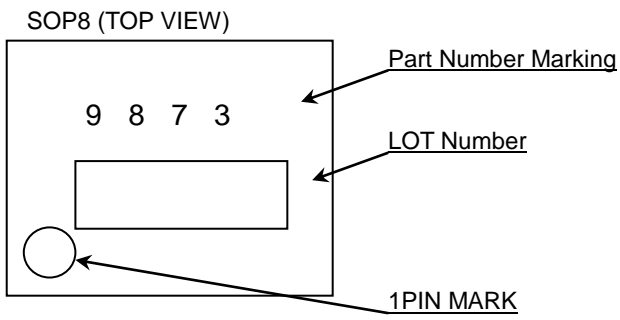 SOP8 (TOP VIEW)
Part Number Marking
9 8 7 3
LOT Number
1PIN MARK